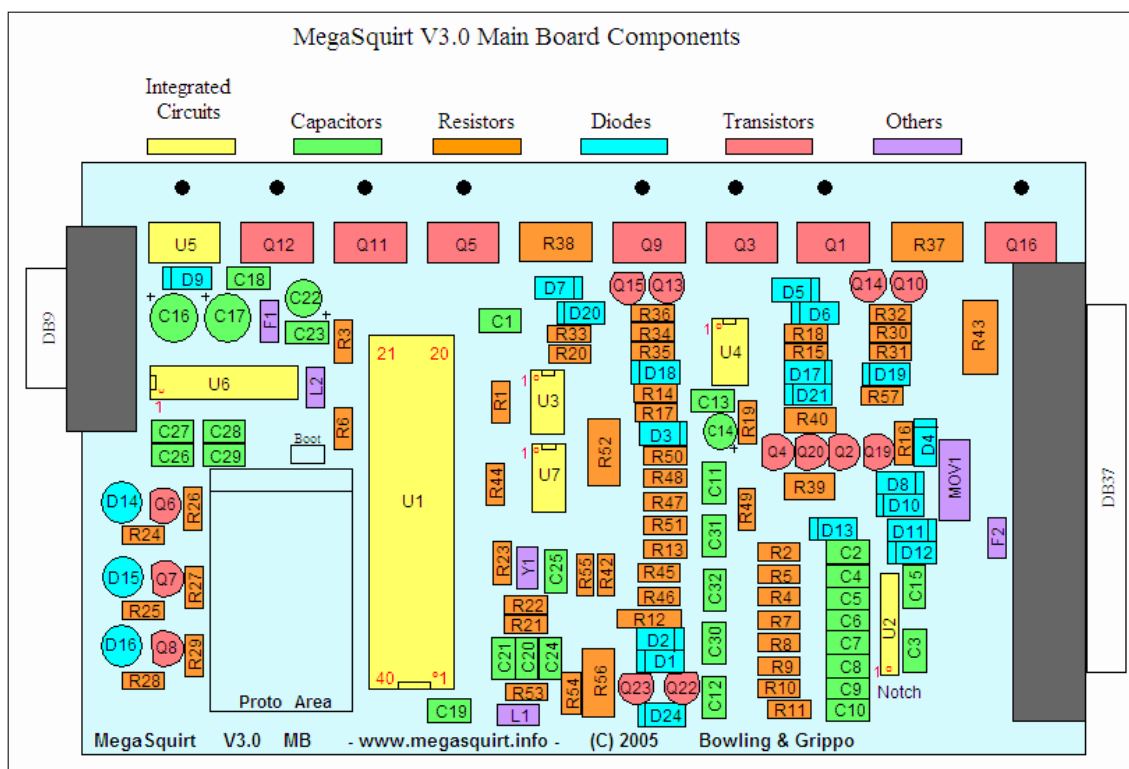 MegaSquirt V3.0 Main Board Components
Integrated
Circuits
Capacitors
Resistors
Diodes
Transistors
Others
U5
Q12
Q11
Q5
R38
Q9
Q3
Q1
R37
Q16
D9
C18
C16
+
C17
+
F1
C22
+
C23
R3
DB9
U6
1
L2
R6
C27
C28
C26
C29
Boot
D14
Q6
R26
R24
D15
Q7
R27
R25
D16
Q8
R29
R28
Proto Area
21
20
U1
40
1
C1
D7
D20
R33
R20
R1
1
U3
R44
1
U7
R52
R23
Y1
C25
R55
R42
R22
R21
C21
C20
C24
R53
L1
C19
R54
R56
Q15
Q13
R36
R34
R35
D18
R14
R17
D3
R50
R48
R47
R51
R13
R45
R46
R12
D2
D1
Q23
Q22
D24
1
U4
C13
C14
+
R19
C11
C31
R49
C32
C30
C12
D5
D6
R18
R15
D17
D21
R40
Q4
Q20
Q2
Q19
R39
D13
R2
R5
R4
R7
R8
R9
R10
R11
C2
C4
C5
C6
C7
C8
C9
C10
Q14
Q10
R32
R30
R31
D19
R57
R43
R16
D4
D8
D10
MOV1
D11
D12
F2
U2
1
C15
C3
Notch
DB37
MegaSquirt V3.0 MB - www.megasquirt.info - (C) 2005 Bowling & Grippo